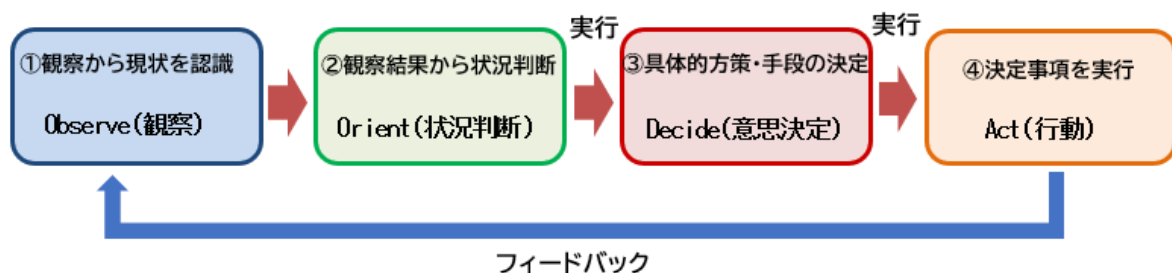 ①観察から現状を認識
Observe(観察)
②観察結果から状況判断
Orient(状況判断)
実行
③具体的方策・手段の決定
Decide(意思決定)
実行
④決定事項を実行
Act(行動)
フィードバック